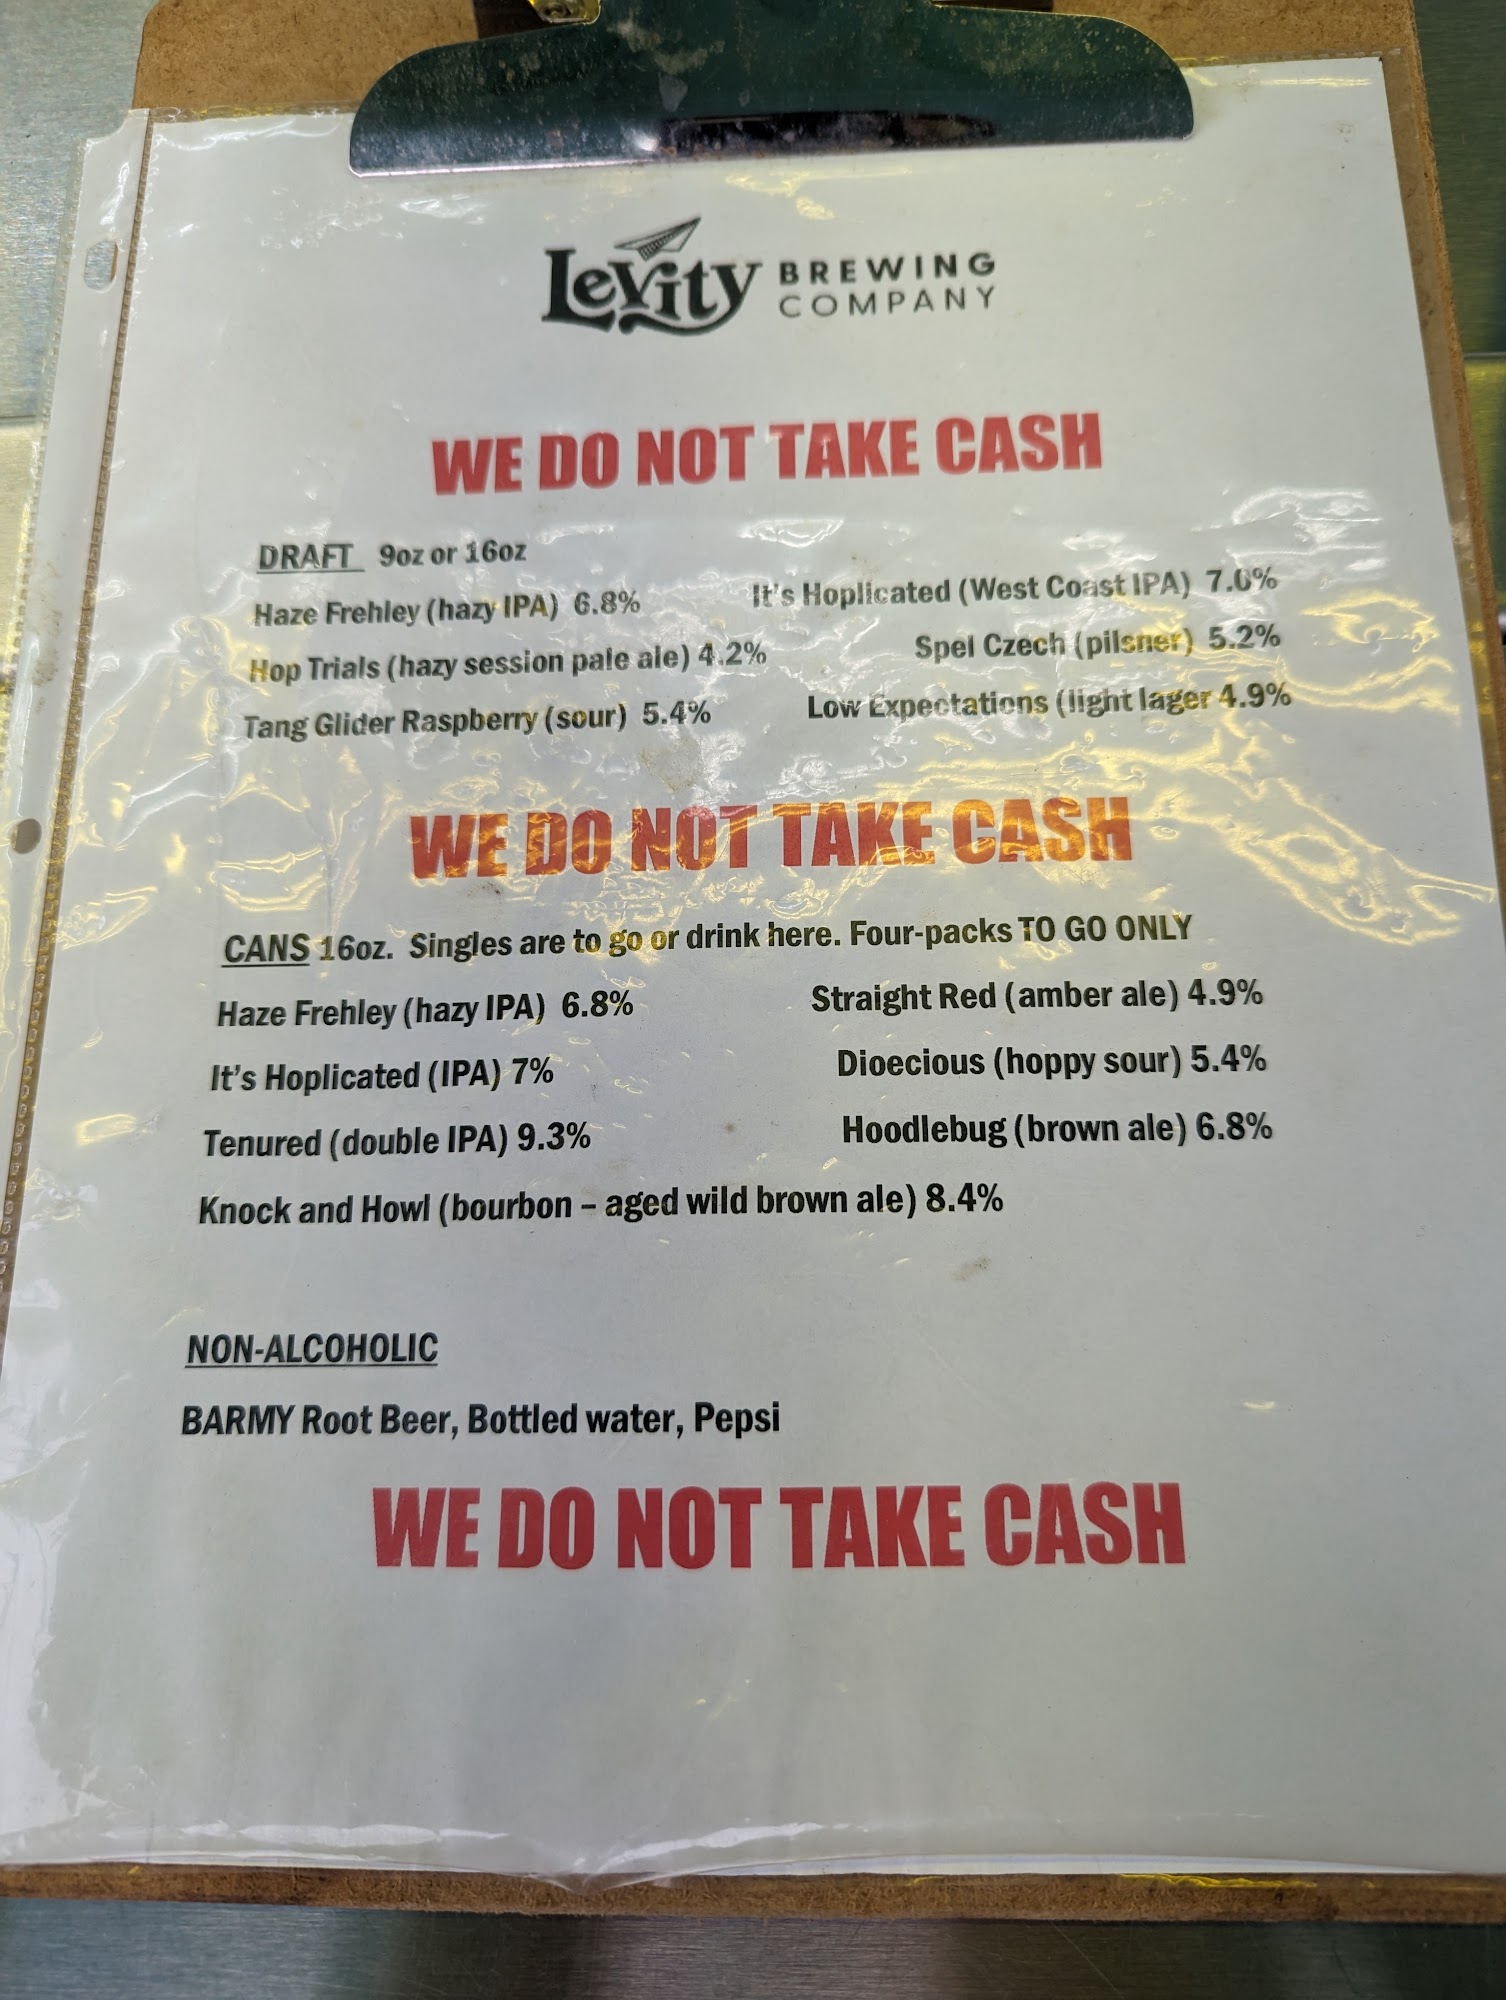 Levity BREWING COMPANY
WE DO NOT TAKE CASH
DRAFT 9oz or 16oz
Haze Frehley (hazy IPA) 6.8% It's Hoplicated (West Coast IPA) 7.0%
Hop Trials (hazy session pale ale) 4.2% Spel Czech (pilsner) 5.2%
Tang Glider Raspberry (sour) 5.4% Low Expectations (light lager 4.9%
WE DO NOT TAKE CASH
CANS 16oz. Singles are to go or drink here. Four-packs TO GO ONLY
Haze Frehley (hazy IPA) 6.8% Straight Red (amber ale) 4.9%
It's Hoplicated (IPA) 7% Dioecious (hoppy sour) 5.4%
Tenured (double IPA) 9.3% Hoodlebug (brown ale) 6.8%
Knock and Howl (bourbon – aged wild brown ale) 8.4%
NON-ALCOHOLIC
BARMY Root Beer, Bottled water, Pepsi
WE DO NOT TAKE CASH